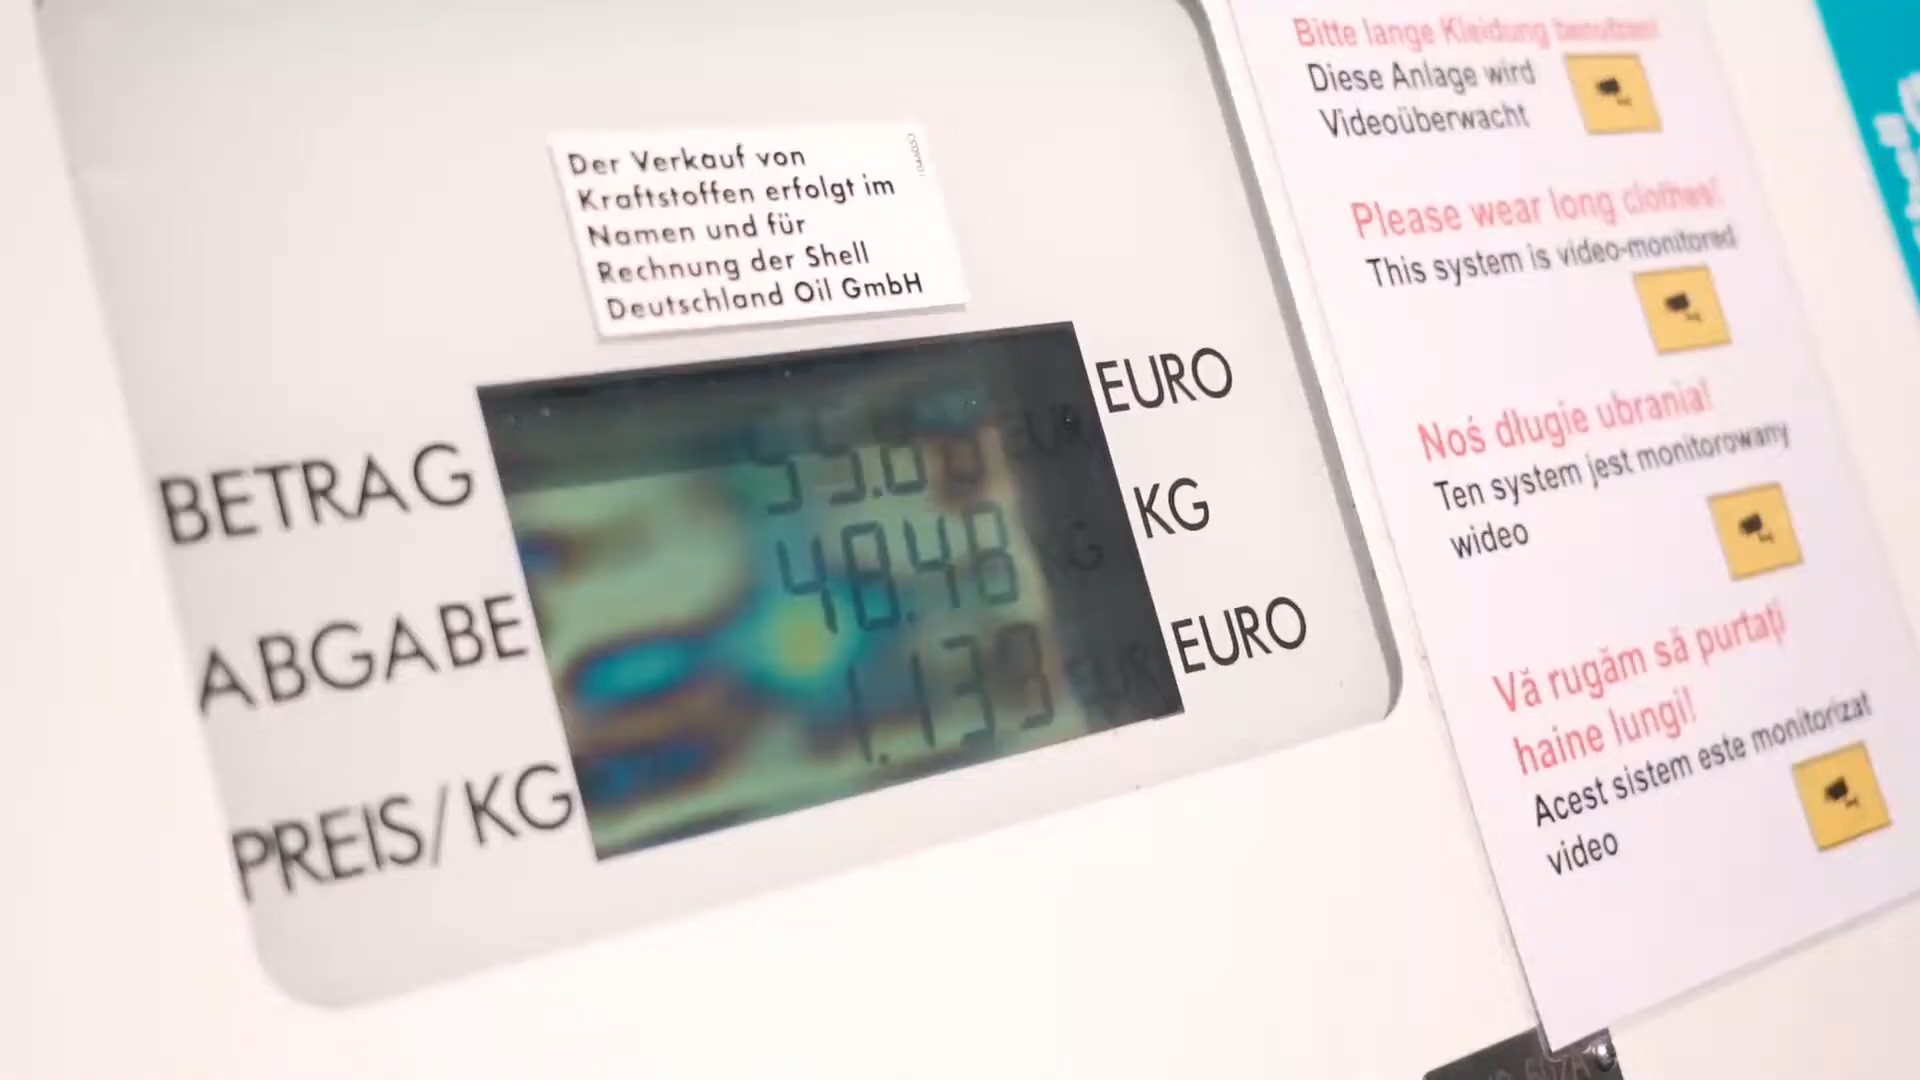 Der Verkauf von
Kraftstoffen erfolgt im
Namen und für
Rechnung der Shell
Deutschland Oil GmbH
BETRAG
EURO
ABGABE
48.48
KG
PREIS/KG
EURO
Bitte lange Kleidung benutzen!
Diese Anlage wird
Videoüberwacht
Please wear long clothes!
This system is video-monitored
Noś długie ubrania!
Ten system jest monitorowany
wideo
Vă rugăm să purtați
haine lungi!
Acest sistem este monitorizat
video